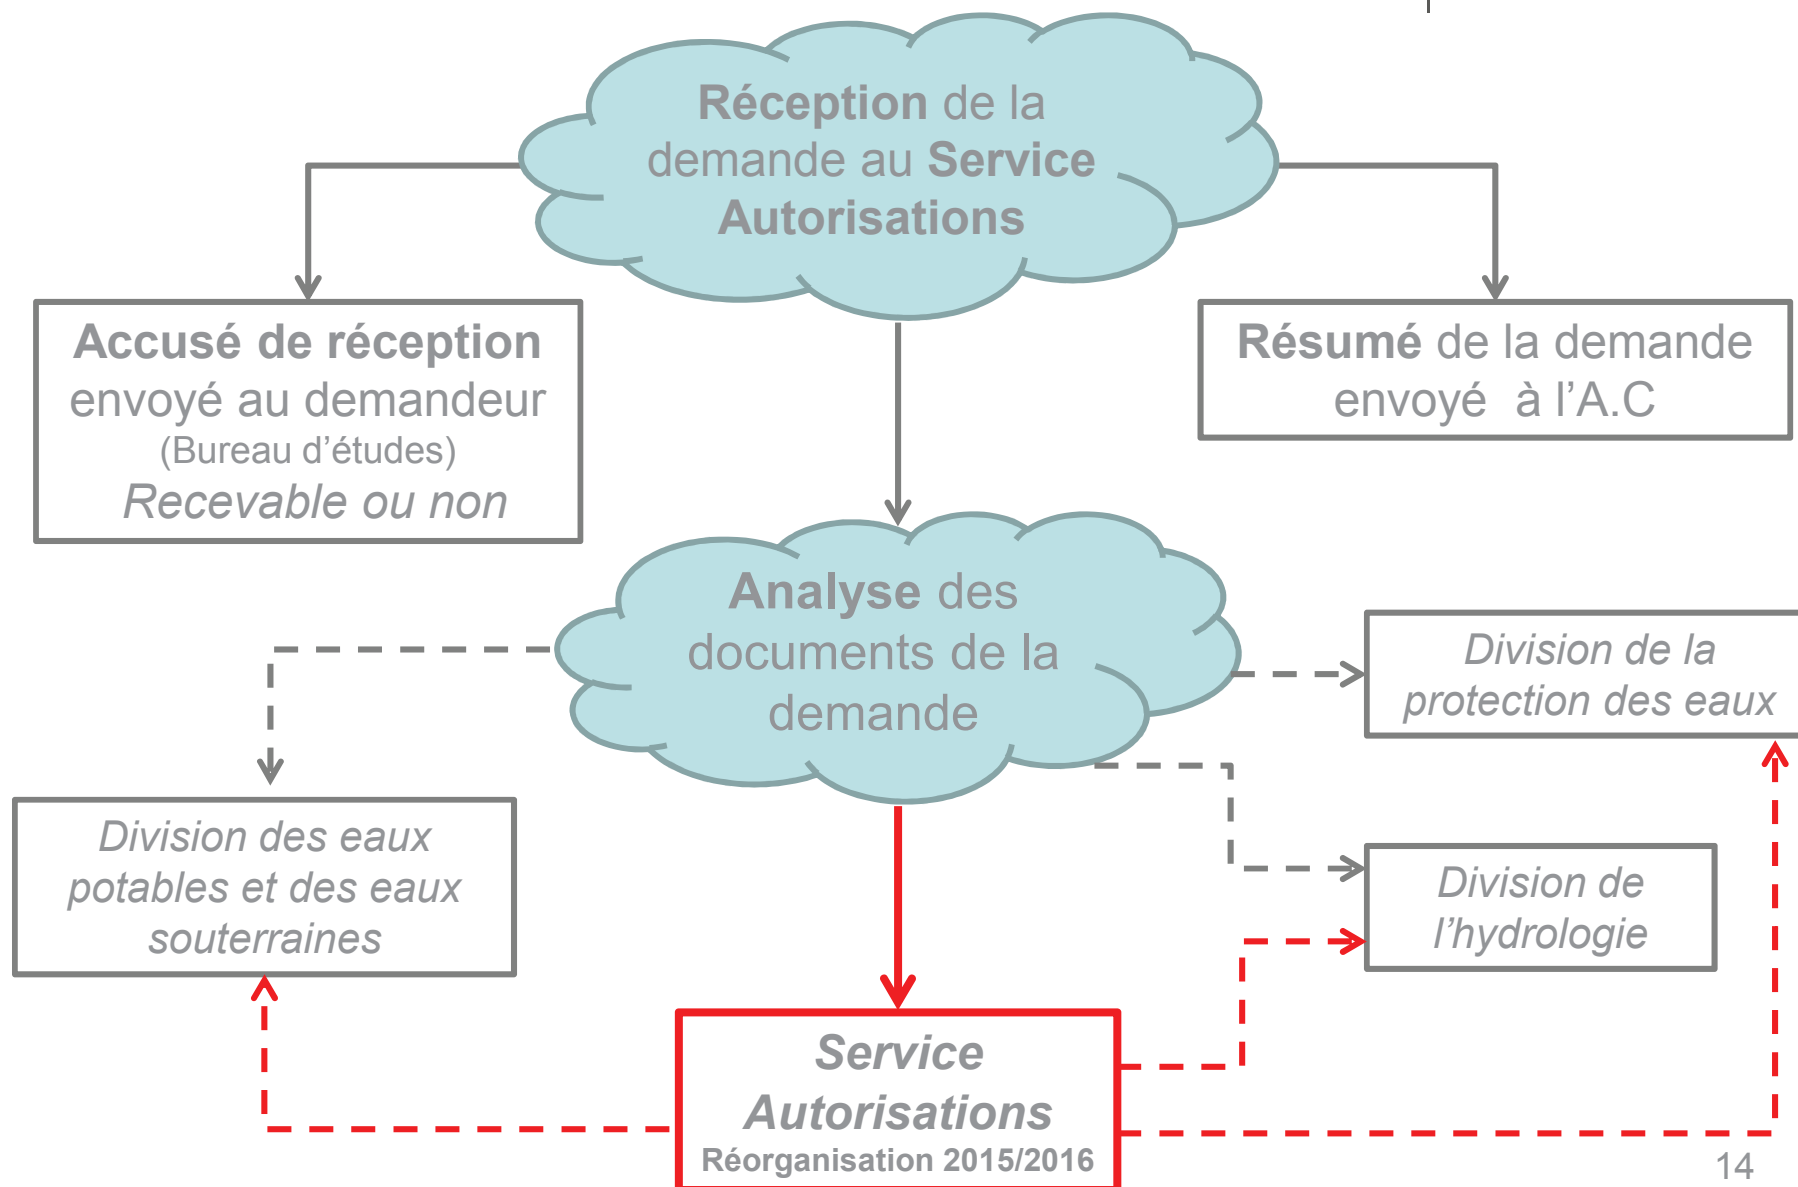 Réception de la
demande au Service
Autorisations
Accusé de réception
envoyé au demandeur
(Bureau d’études)
Recevable ou non
Résumé de la demande
envoyé à l’A.C
Analyse des
documents de la
demande
Division de la
protection des eaux
Division des eaux
potables et des eaux
souterraines
Division de
l’hydrologie
Service
Autorisations
Réorganisation 2015/2016
14